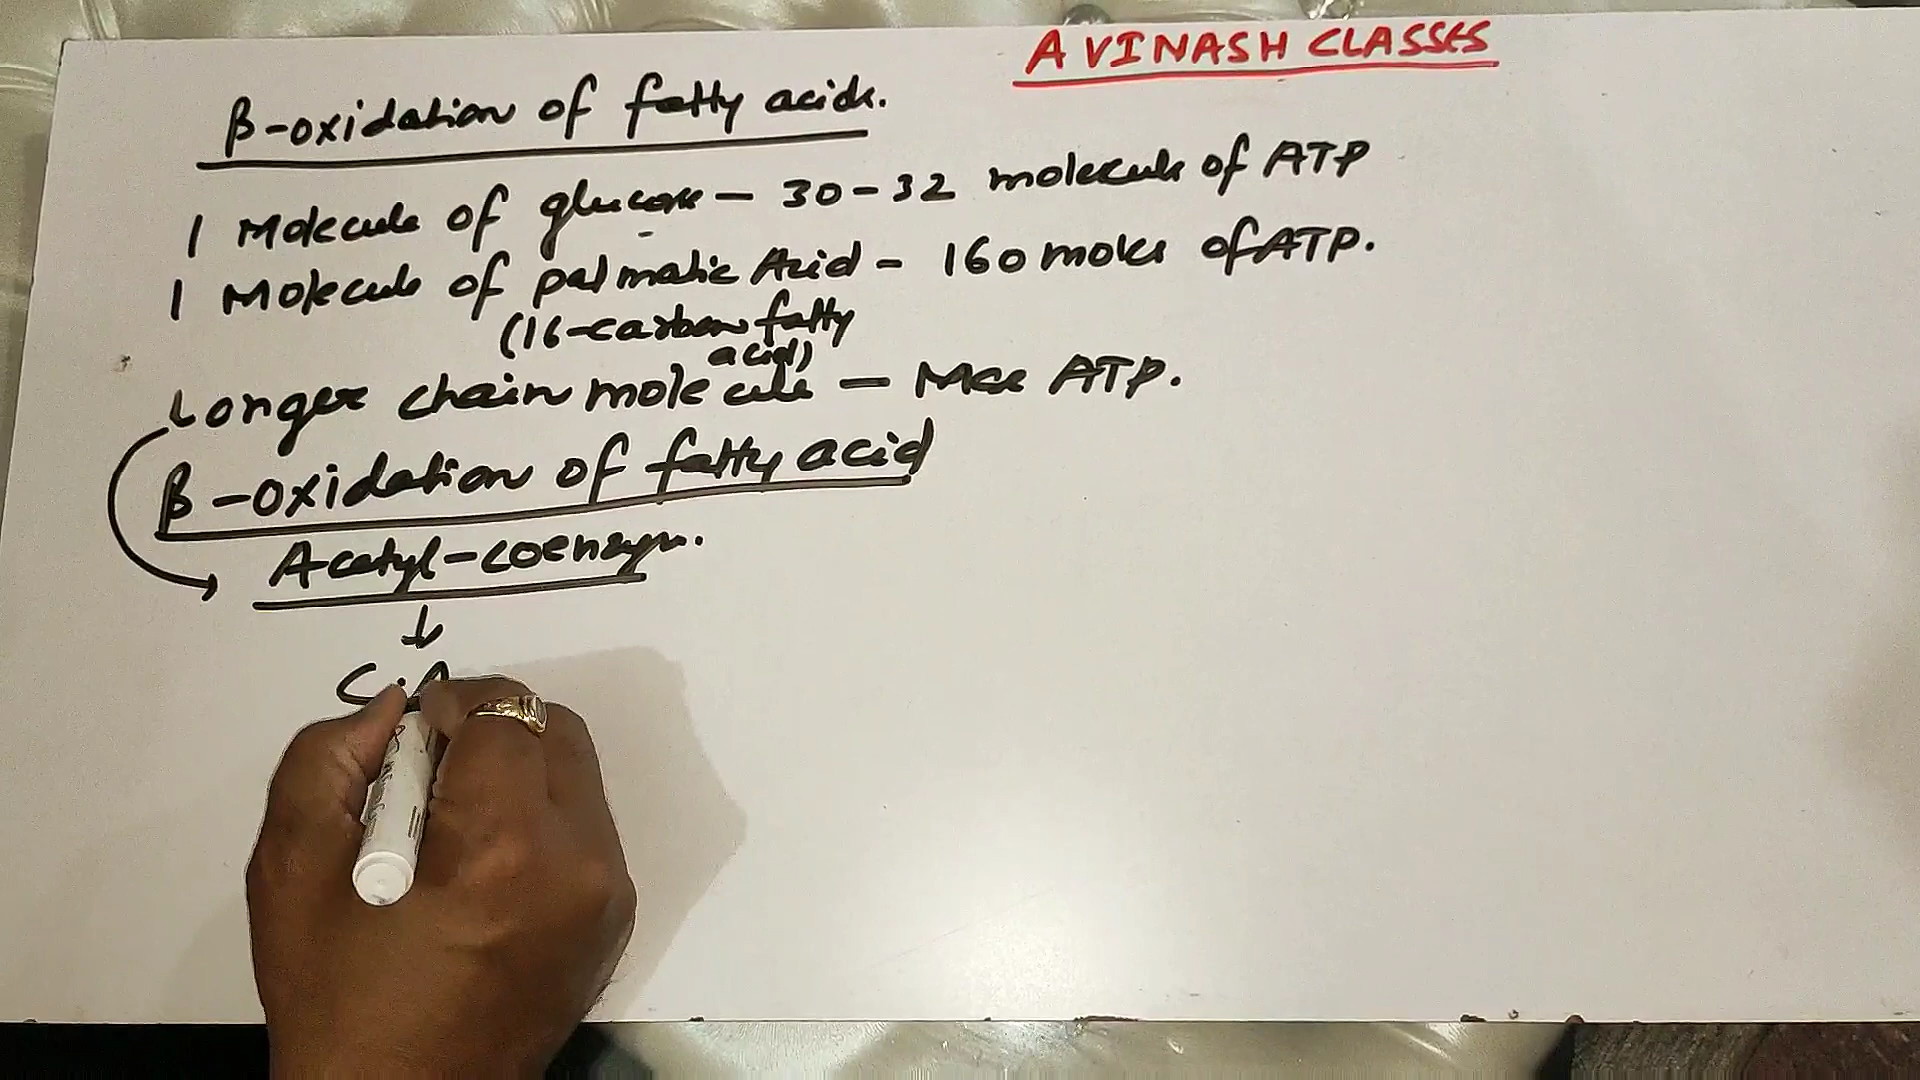 AVINASH CLASSES
β-oxidation of fatty acids.
1 Molecule of glucose – 30-32 molecule of ATP
1 Molecule of palmatic Acid – 160 moles of ATP.
(16-carbon fatty
acid)
Longer chain molecule – More ATP.
β-oxidation of fatty acid
Acetyl-coenzym.
↓